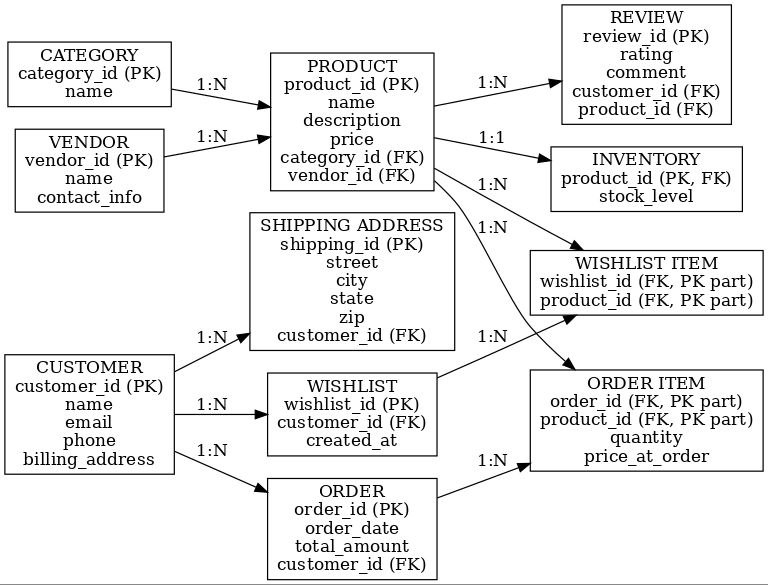 CATEGORY
category_id (PK)
name
VENDOR
vendor_id (PK)
name
contact_info
CUSTOMER
customer_id (PK)
name
email
phone
billing_address
1:N
1:N
1:N
1:N
1:N
PRODUCT
product_id (PK)
name
description
price
category_id (FK)
vendor_id (FK)
SHIPPING ADDRESS
shipping_id (PK)
street
city
state
zip
customer_id (FK)
WISHLIST
wishlist_id (PK)
customer_id (FK)
created_at
ORDER
order_id (PK)
order_date
total_amount
customer_id (FK)
1:N
1:1
1:N
1:N
1:N
1:N
REVIEW
review_id (PK)
rating
comment
customer_id (FK)
product_id (FK)
INVENTORY
product_id (PK, FK)
stock_level
WISHLIST ITEM
wishlist_id (FK, PK part)
product_id (FK, PK part)
ORDER ITEM
order_id (FK, PK part)
product_id (FK, PK part)
quantity
price_at_order